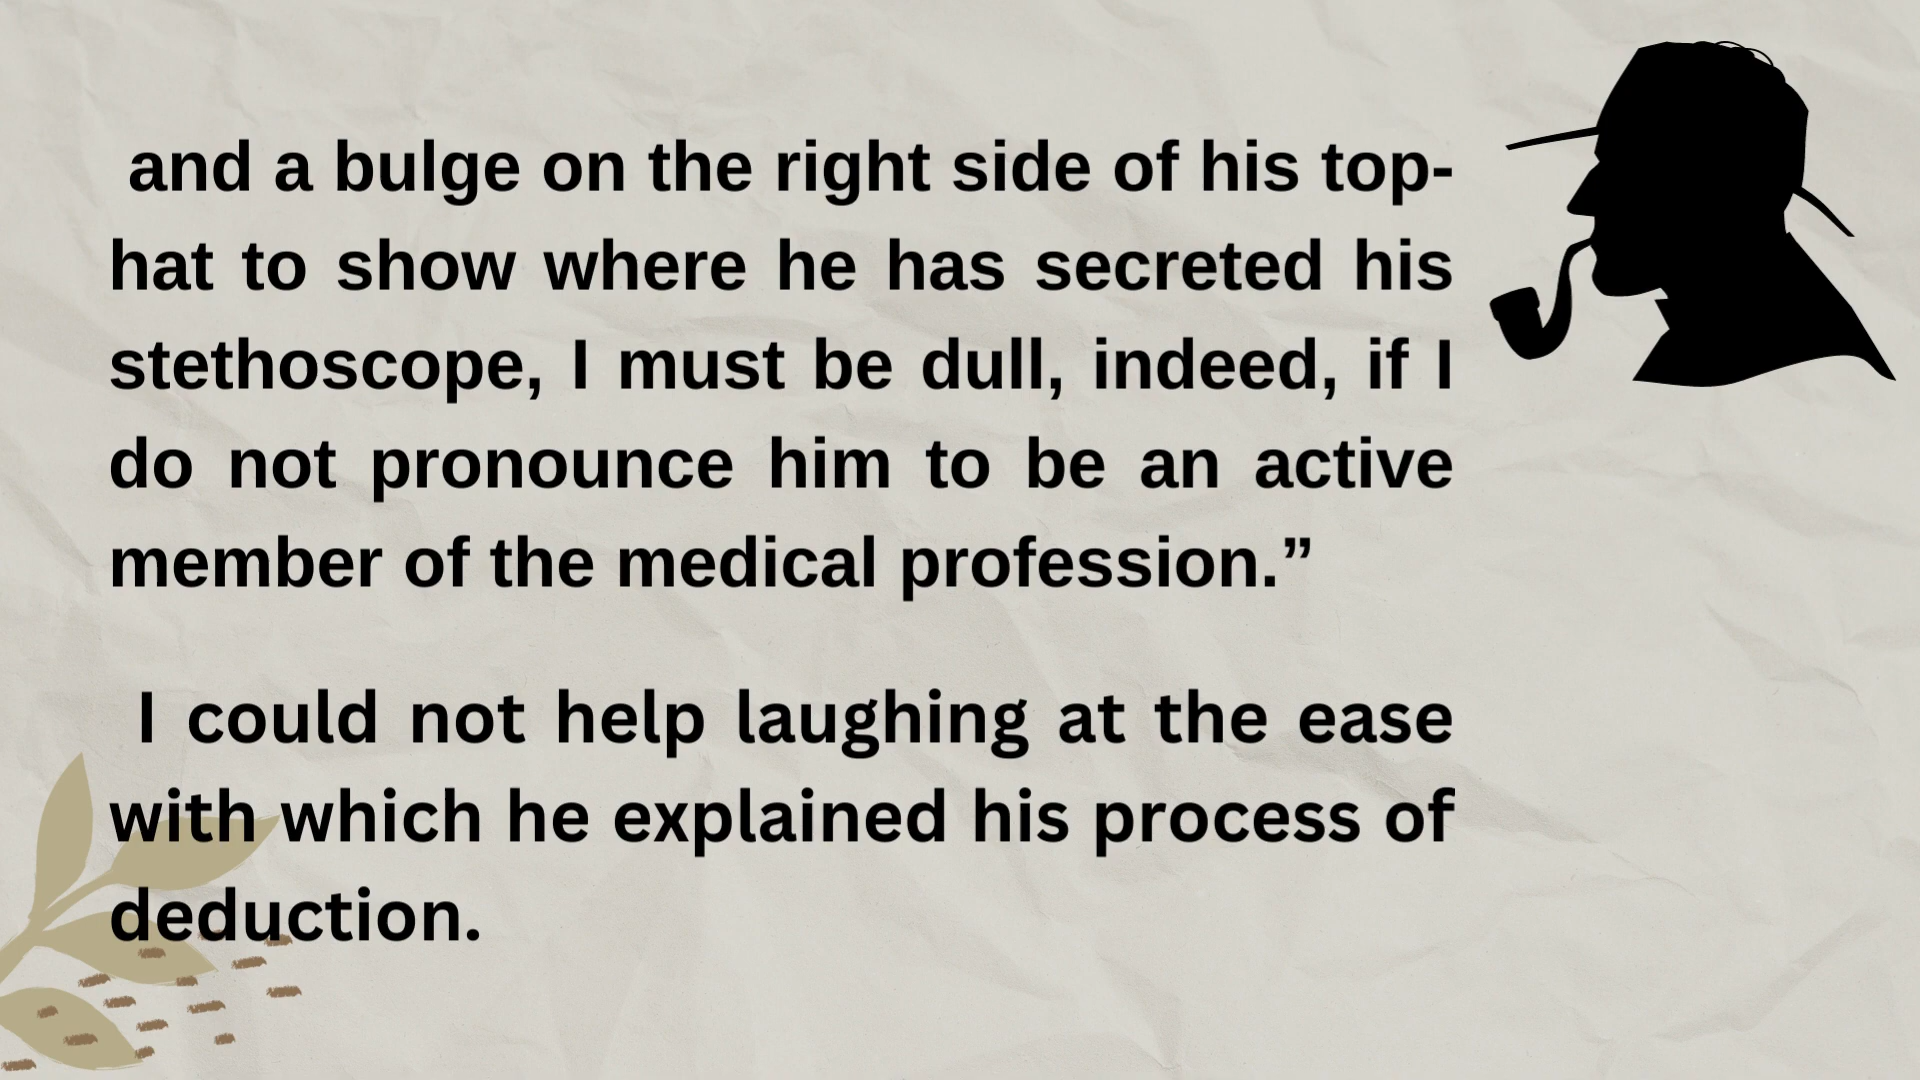 and a bulge on the right side of his top-
hat to show where he has secreted his
stethoscope, I must be dull, indeed, if I
do not pronounce him to be an active
member of the medical profession.”
I could not help laughing at the ease
with which he explained his process of
deduction.